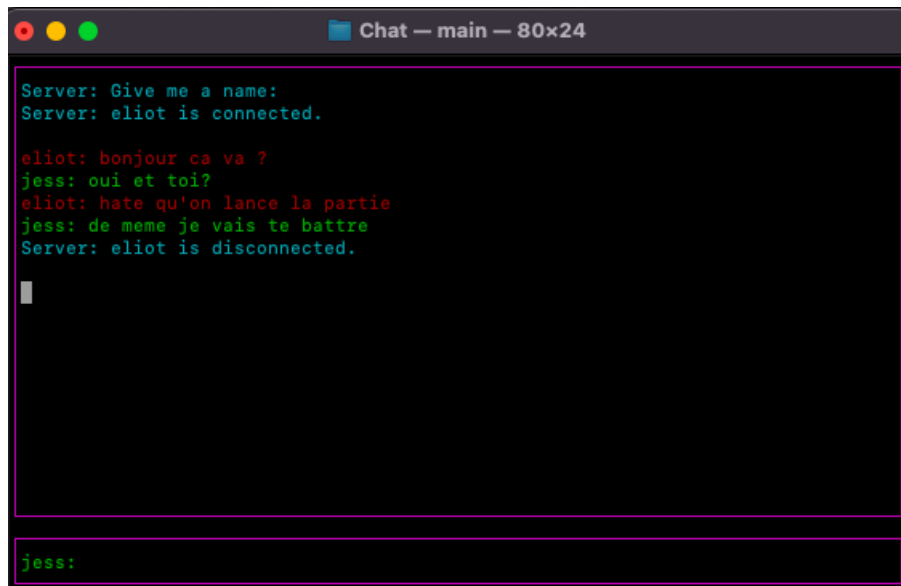 Chat — main — 80×24
Server: Give me a name:
Server: eliot is connected.
eliot: bonjour ca va ?
jess: oui et toi?
eliot: hate qu'on lance la partie
jess: de meme je vais te battre
Server: eliot is disconnected.
jess: